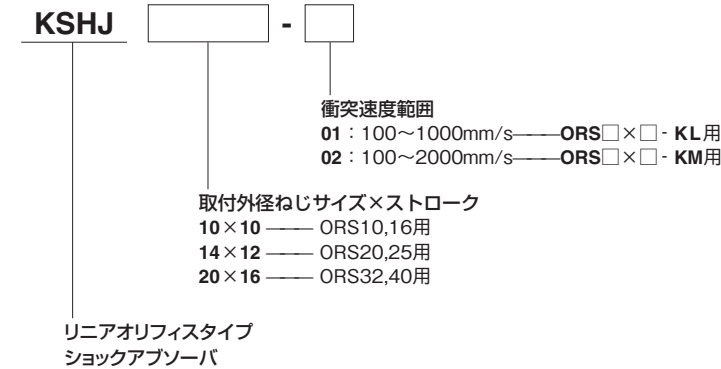 KSHJ -
衝突速度範囲
01：100～1000mm/s――ORS□×□-KL用
02：100～2000mm/s――ORS□×□-KM用
取付外径ねじサイズ×ストローク
10×10 ―― ORS10,16用
14×12 ―― ORS20,25用
20×16 ―― ORS32,40用
リニアオリフィスタイプ
ショックアブソーバ